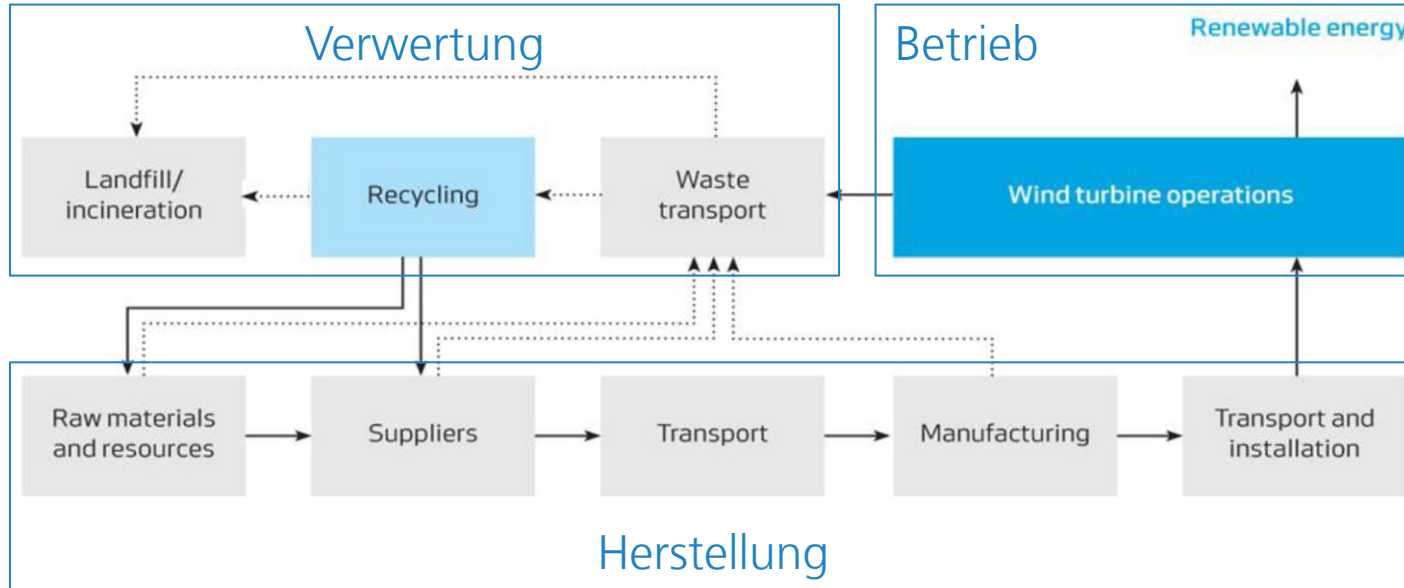 Verwertung
Betrieb
Renewable energy
Landfill/
incineration
Recycling
Waste
transport
Wind turbine operations
Raw materials
and resources
Suppliers
Transport
Manufacturing
Transport and
installation
Herstellung